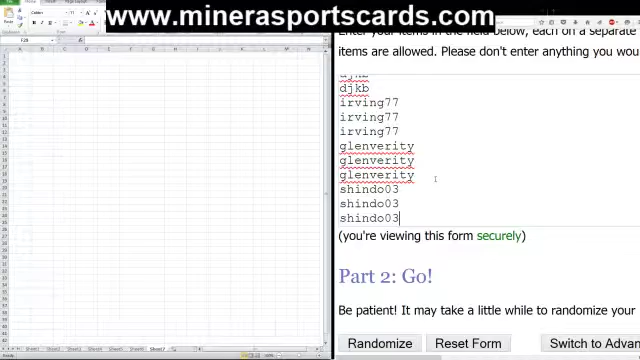 www.minerasportscards.com
Enter your items in the field below, each on a separate
items are allowed. Please don't enter anything you wou
djkb
djkb
irving77
irving77
irving77
glenverity
glenverity
glenverity
shindo03
shindo03
shindo03
(you're viewing this form securely)
Part 2: Go!
Be patient! It may take a little while to randomize your
Randomize
Reset Form
Switch to Advan